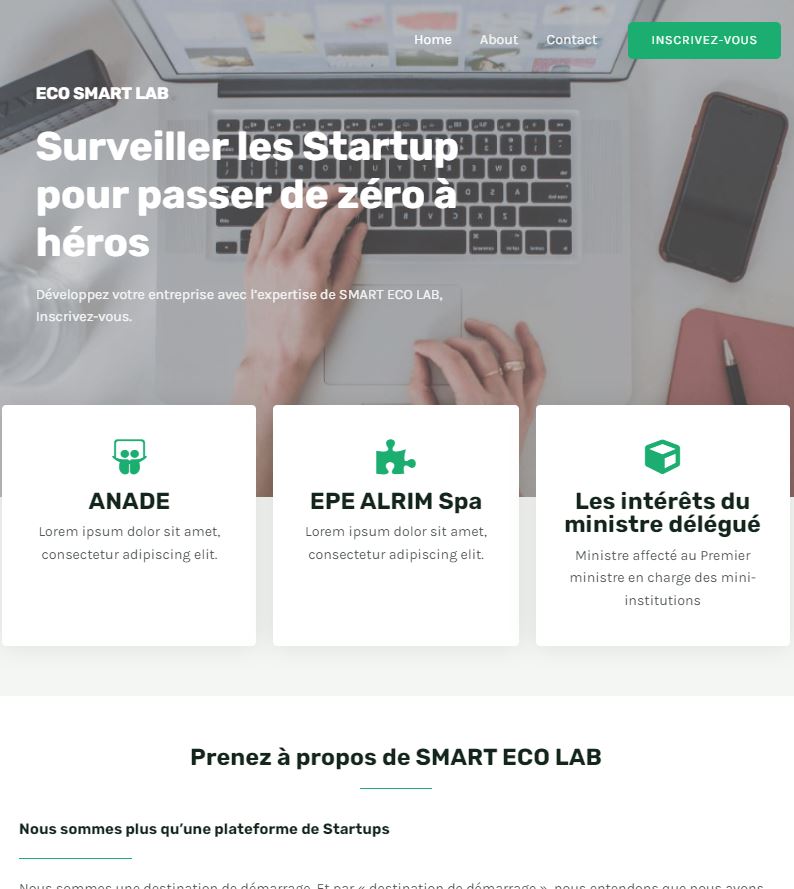 Home About Contact INSCRIVEZ-VOUS
ECO SMART LAB
Surveiller les Startup
pour passer de zéro à
héros
Développez votre entreprise avec l’expertise de SMART ECO LAB,
Inscrivez-vous.
ANADE
Lorem ipsum dolor sit amet,
consectetur adipiscing elit.
EPE ALRIM Spa
Lorem ipsum dolor sit amet,
consectetur adipiscing elit.
Les intérêts du
ministre délégué
Ministre affecté au Premier
ministre en charge des mini-
institutions
Prenez à propos de SMART ECO LAB
Nous sommes plus qu’une plateforme de Startups
Nous sommes une destination de démarrage. Et par « destination de démarrage », nous entendons que nous avons